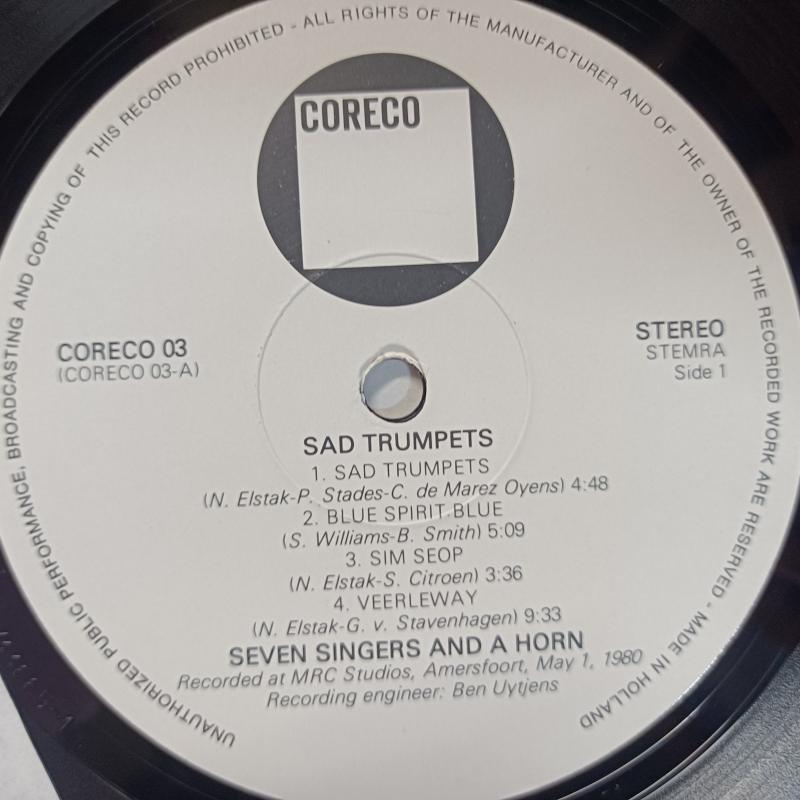 UNAUTHORIZED PUBLIC PERFORMANCE, BROADCASTING AND COPYING OF THIS RECORD PROHIBITED - ALL RIGHTS OF THE MANUFACTURER AND OF THE OWNER OF THE RECORDED WORK ARE RESERVED - MADE IN HOLLAND
CORECO
CORECO 03
(CORECO 03-A)
STEREO
STEMRA
Side 1
SAD TRUMPETS
1. SAD TRUMPETS
(N. Elstak-P. Stades-C. de Marez Oyens) 4:48
2. BLUE SPIRIT BLUE
(S. Williams-B. Smith) 5:09
3. SIM SEOP
(N. Elstak-S. Citroen) 3:36
4. VEERLEWAY
(N. Elstak-G. v. Stavenhagen) 9:33
SEVEN SINGERS AND A HORN
Recorded at MRC Studios, Amersfoort, May 1, 1980
Recording engineer: Ben Uytjens